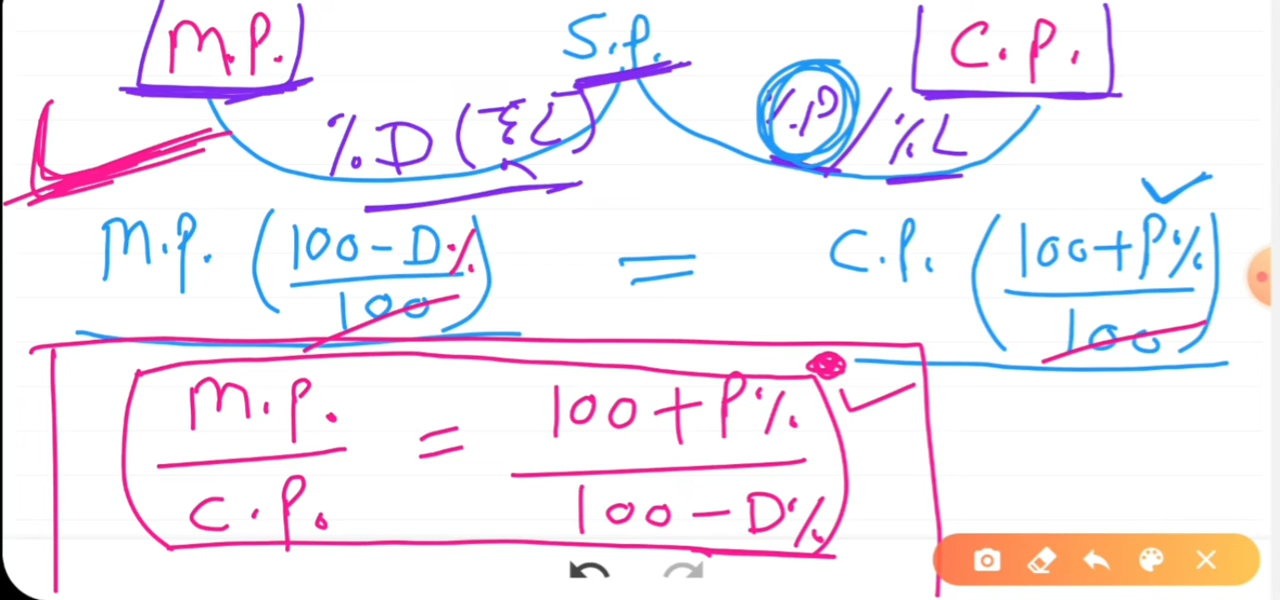 M.P. S.P. C.P.
%D (छूट) %P / %L
M.P. (100 - D% / 100) = C.P. (100 + P% / 100)
M.P. / C.P. = 100 + P% / 100 - D%